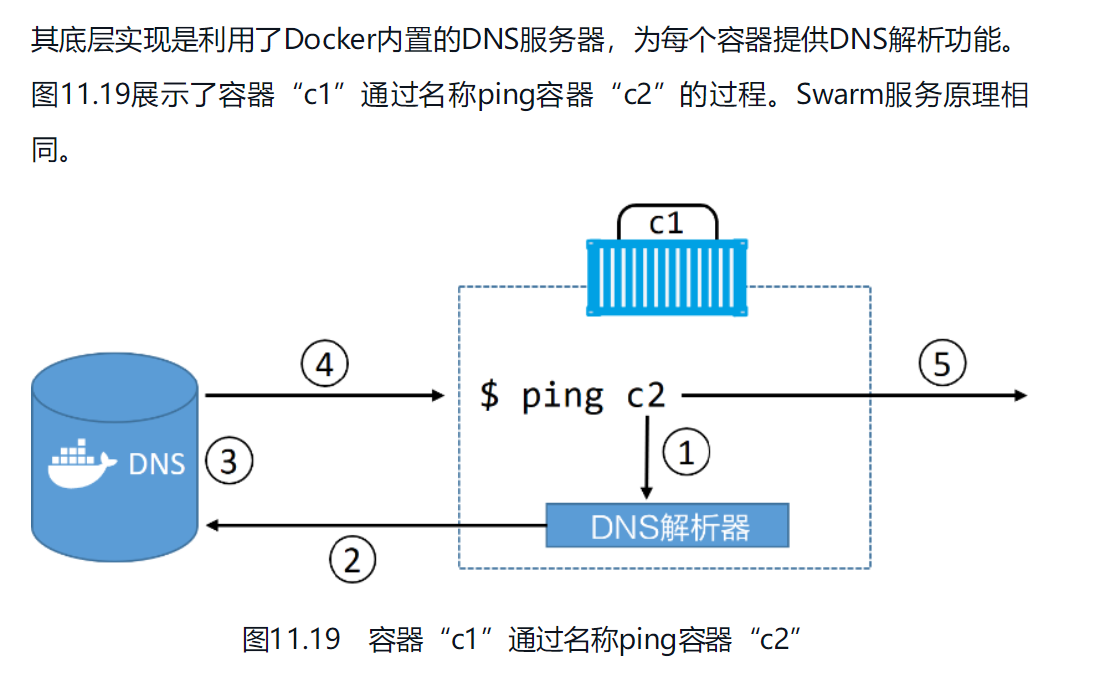 其底层实现是利用了Docker内置的DNS服务器，为每个容器提供DNS解析功能。
图11.19展示了容器“c1”通过名称ping容器“c2”的过程。Swarm服务原理相
同。
c1
④
⑤
$ ping c2
①
DNS
③
DNS解析器
②
图11.19 容器“c1”通过名称ping容器“c2”